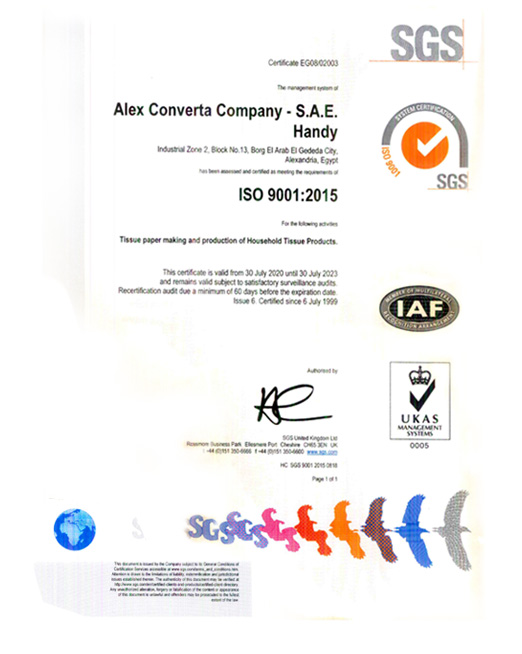 SGS
Certificate EG08/02003
The management system of
Alex Converta Company - S.A.E.
Handy
Industrial Zone 2, Block No.13, Borg El Arab El Gededa City,
Alexandria, Egypt
has been assessed and certified as meeting the requirements of
ISO 9001:2015
For the following activities
Tissue paper making and production of Household Tissue Products.
This certificate is valid from 30 July 2020 until 30 July 2023
and remains valid subject to satisfactory surveillance audits.
Recertification audit due a minimum of 60 days before the expiration date.
Issue 6. Certified since 6 July 1999
SYSTEM CERTIFICATION
ISO 9001
SGS
MEMBER OF MULTILATERAL
IAF
RECOGNITION ARRANGEMENT
Authorised by
SGS United Kingdom Ltd
Rossmore Business Park Ellesmere Port Cheshire CH65 3EN UK
t +44 (0)151 350-6666 f +44 (0)151 350-6600 www.sgs.com
HC SGS 9001 2015 0818
Page 1 of 1
UKAS
MANAGEMENT
SYSTEMS
0005
SGS
This document is issued by the Company subject to its General Conditions of
Certification Services accessible at www.sgs.com/terms_and_conditions.htm.
Attention is drawn to the limitations of liability, indemnification and jurisdictional
issues established therein. The authenticity of this document may be verified at
http://www.sgs.com/en/certified-clients-and-products/certified-client-directory.
Any unauthorized alteration, forgery or falsification of the content or appearance
of this document is unlawful and offenders may be prosecuted to the fullest
extent of the law.